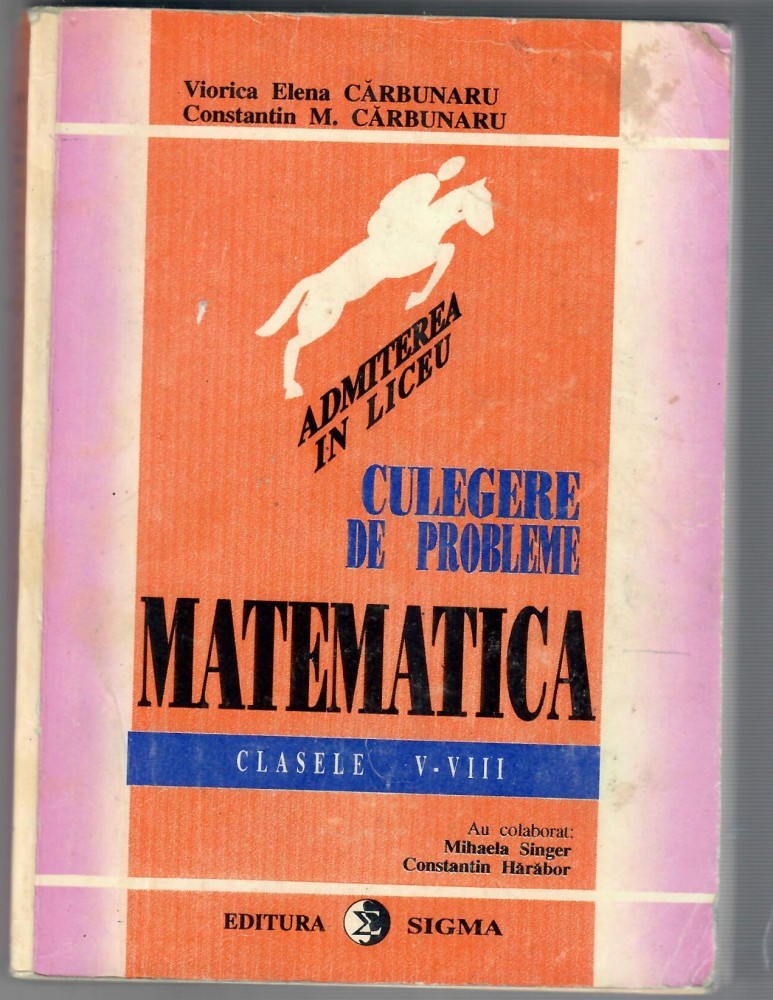 Viorica Elena CĂRBUNARU
Constantin M. CĂRBUNARU
ADMITEREA
IN LICEU
CULEGERE
DE PROBLEME
MATEMATICA
CLASELE V-VIII
Au colaborat:
Mihaela Singer
Constantin Hărăbor
EDITURA Σ SIGMA